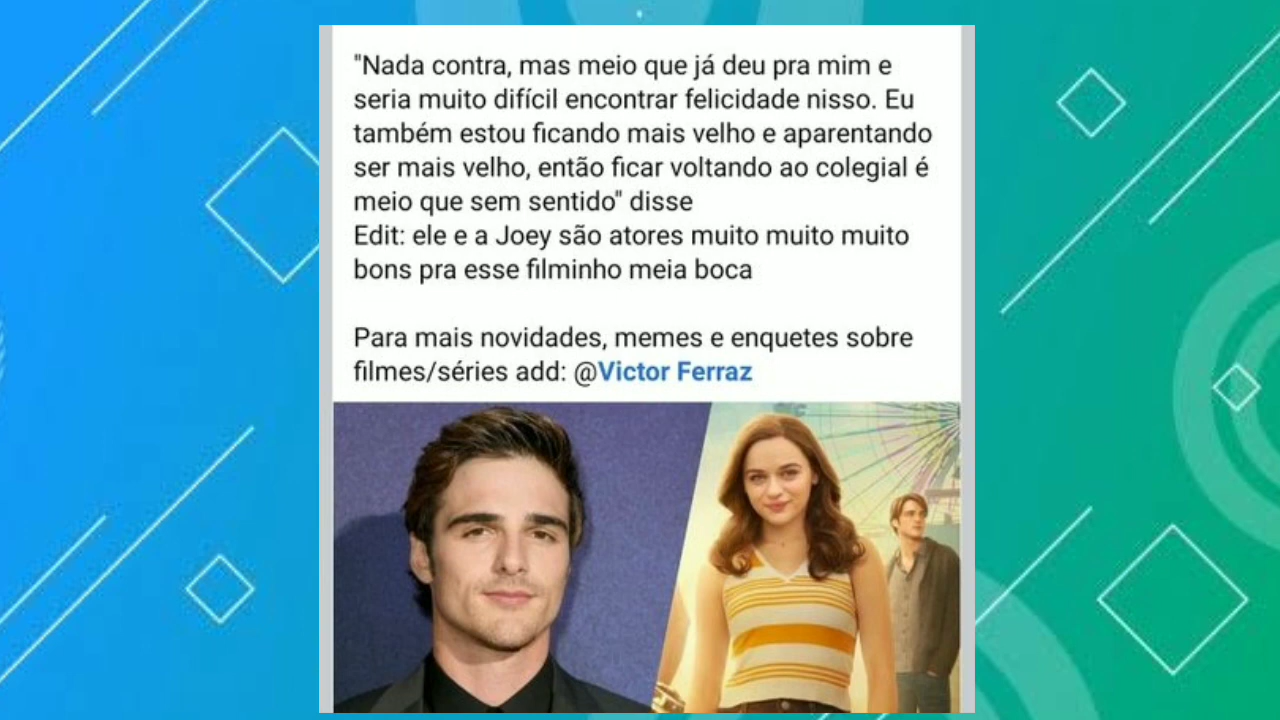 "Nada contra, mas meio que já deu pra mim e
seria muito difícil encontrar felicidade nisso. Eu
também estou ficando mais velho e aparentando
ser mais velho, então ficar voltando ao colegial é
meio que sem sentido" disse
Edit: ele e a Joey são atores muito muito muito
bons pra esse filminho meia boca
Para mais novidades, memes e enquetes sobre
filmes/séries add: @Victor Ferraz